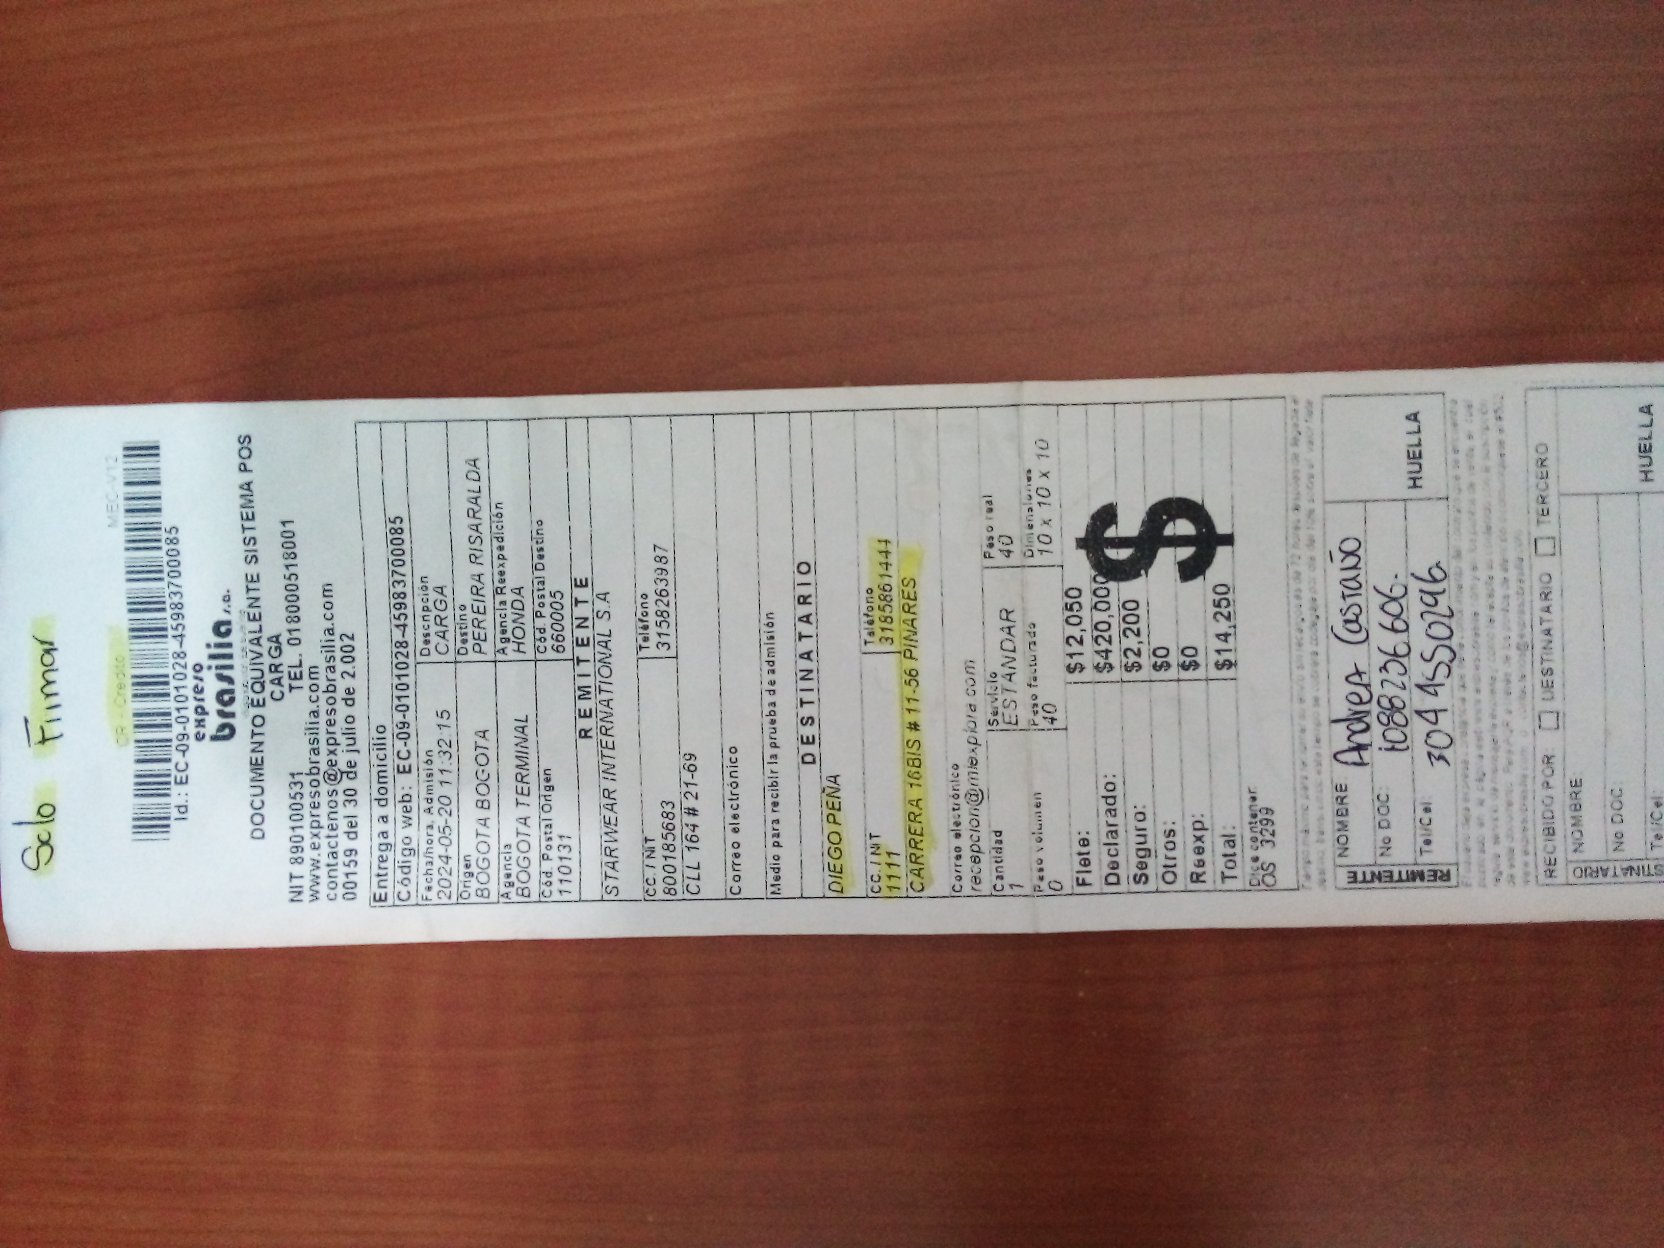 Solo Firmar
CR - Credito
MEC-V12
Id.: EC-09-0101028-45983700085
expreso
brasilia s.a.
DOCUMENTO EQUIVALENTE SISTEMA POS
CARGA
NIT 890100531 TEL. 018000518001
www.expresobrasilia.com
contactenos@expresobrasilia.com
00159 del 30 de julio de 2.002
Entrega a domicilio
Código web: EC-09-0101028-45983700085
Fecha/hora. Admisión Descripción
2024-05-20 11:32:15 CARGA
Origen Destino
BOGOTA BOGOTA PEREIRA RISARALDA
Agencia Agencia Reexpedición
BOGOTA TERMINAL HONDA
Cód. Postal Origen Cód. Postal Destino
110131 660005
REMITENTE
STARWEAR INTERNATIONAL S.A
CC. / NIT Teléfono
800185683 3158263987
CLL 164 # 21-69
Correo electrónico
Medio para recibir la prueba de admisión
DESTINATARIO
DIEGO PEÑA
CC. / NIT Teléfono
1111 3185861444
CARRERA 16BIS # 11-56 PINARES
Correo electrónico
recepcion@miexplora.com
Cantidad Servicio Peso real
1 ESTANDAR 40
Peso volumen Peso facturado Dimensiones
0 40 10 x 10 x 10
Flete: $12,050
Declarado: $420,000
Seguro: $2,200
Otros: $0
Reexp: $0
Total: $14,250
$
$
Dice contener
OS 3299
REMITENTE
NOMBRE Andrea Castaño
No DOC 1088236606.
Tel/Cel: 3044550296
HUELLA
RECIBIDO POR DESTINATARIO TERCERO
NOMBRE
No DOC
Tel/Cel
HUELLA